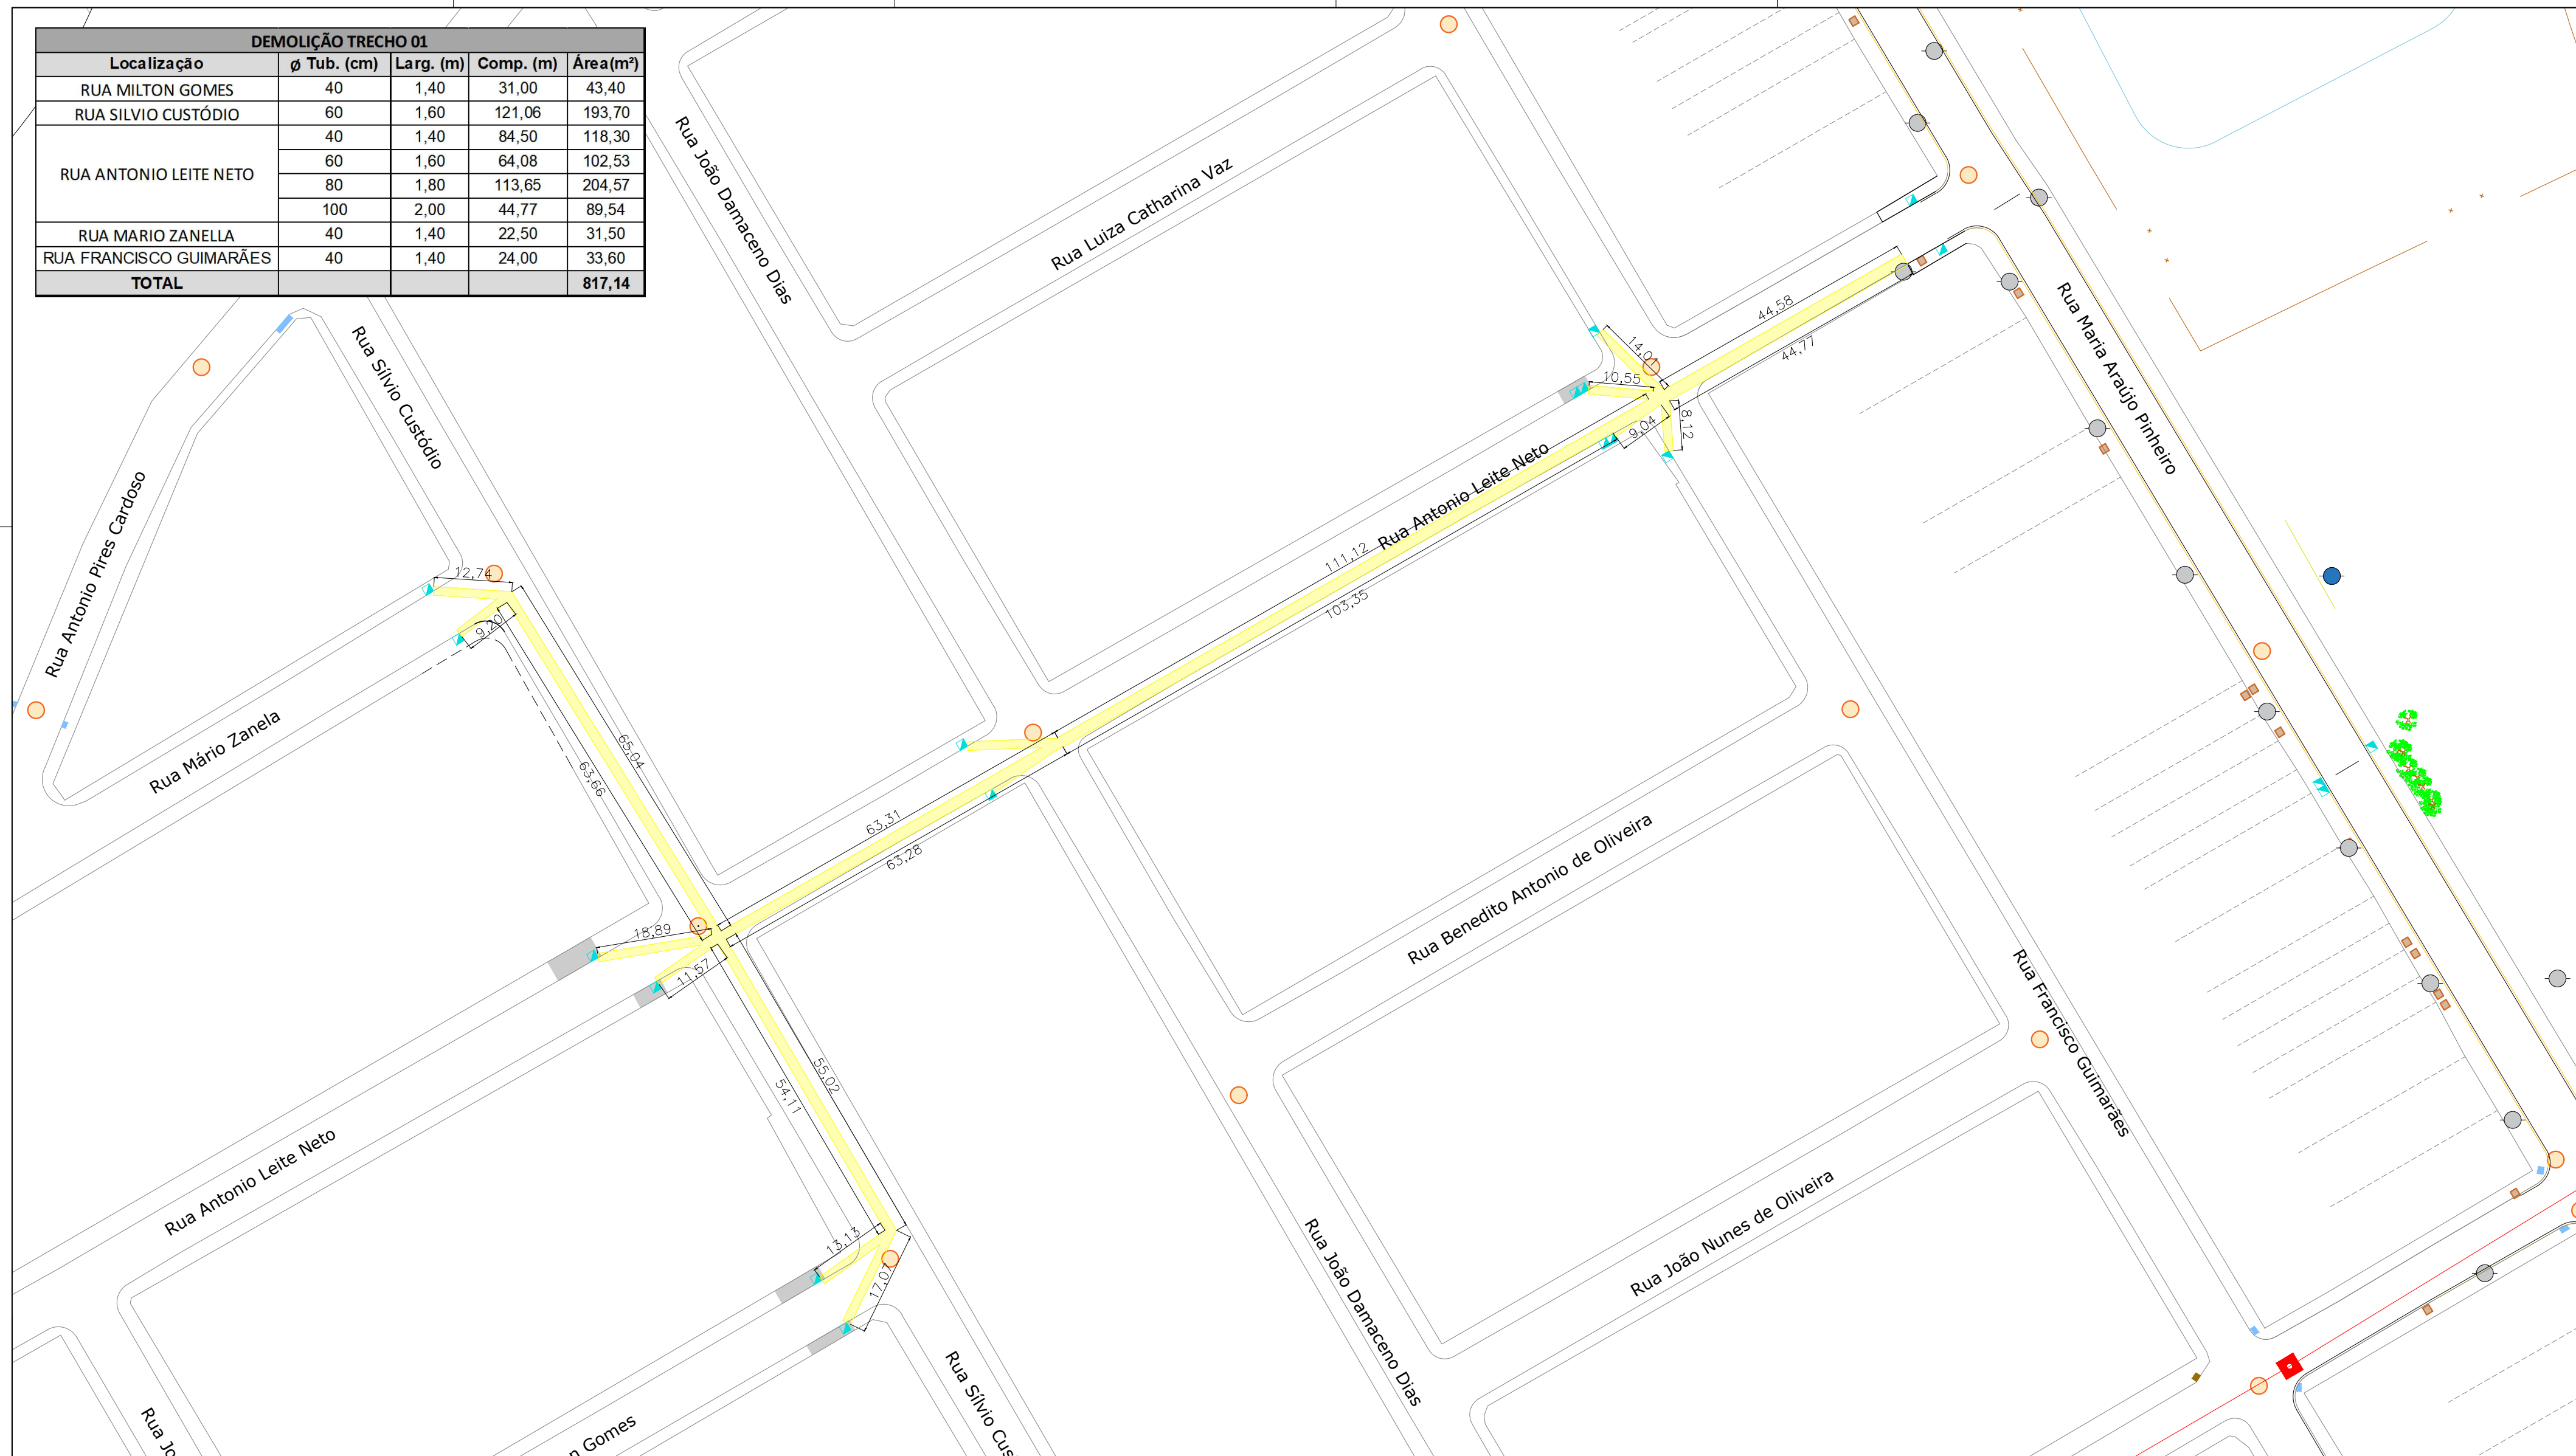 DEMOLIÇÃO TRECHO 01
Localização ø Tub. (cm) Larg. (m) Comp. (m) Área(m²)
RUA MILTON GOMES 40 1,40 31,00 43,40
RUA SILVIO CUSTÓDIO 60 1,60 121,06 193,70
RUA ANTONIO LEITE NETO 40 1,40 84,50 118,30
60 1,60 64,08 102,53
80 1,80 113,65 204,57
100 2,00 44,77 89,54
RUA MARIO ZANELLA 40 1,40 22,50 31,50
RUA FRANCISCO GUIMARÃES 40 1,40 24,00 33,60
TOTAL 817,14
Rua João Damaceno Dias
Rua Luiza Catharina Vaz
Rua Sílvio Custódio
Rua Maria Araújo Pinheiro
44,58
44,77
10,55
8,12
9,04
Rua Antonio Leite Neto
Rua Antonio Pires Cardoso
111,12
103,35
12,74
9,20
Rua Mário Zanela
65,04
63,66
63,31
63,28
Rua Benedito Antonio de Oliveira
18,89
11,57
Rua Francisco Guimarães
55,02
54,11
Rua Antonio Leite Neto
13,13
17,07
Rua João Nunes de Oliveira
Rua João Damaceno Dias
Rua Sílvio Cus
Rua Jo
n Gomes